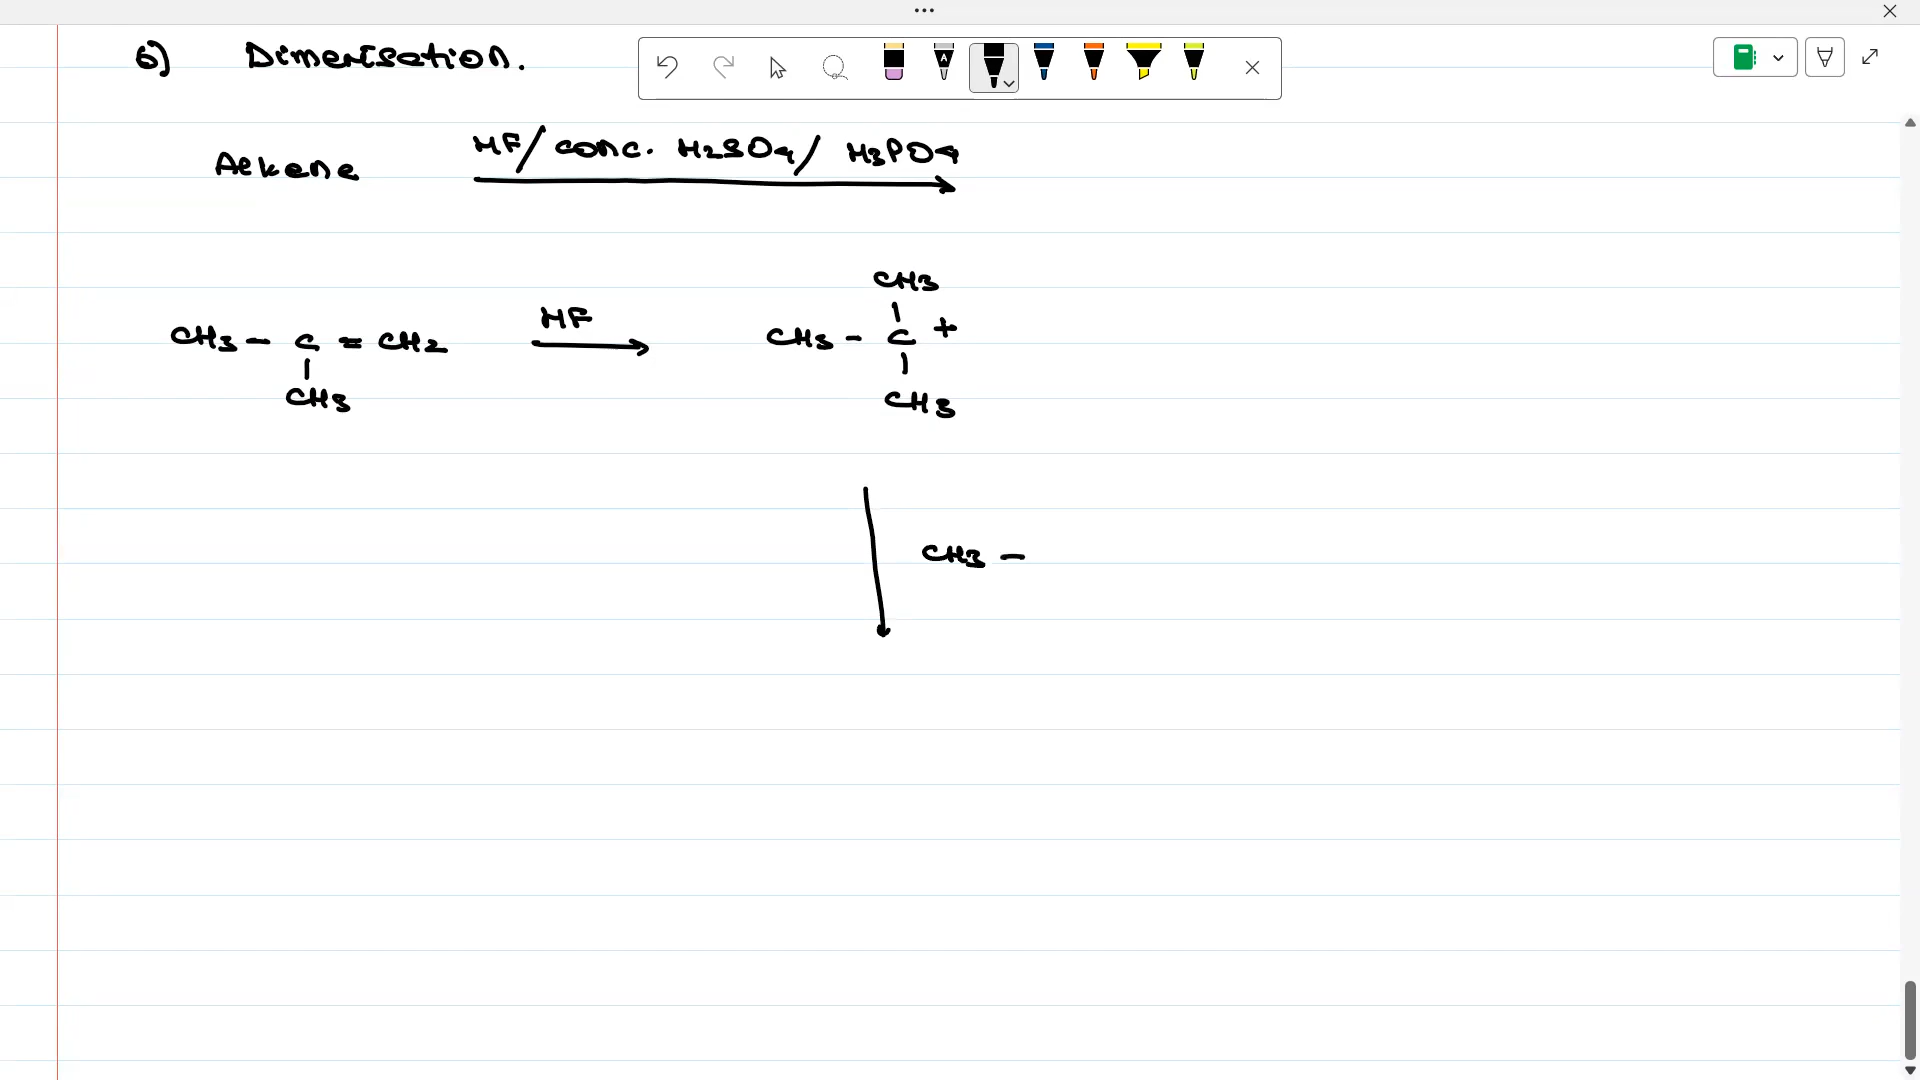 6) Dimerisation.
Alkene HF/ conc. H2SO4/ H3PO4
CH3
CH3 - C = CH2 HF CH3 - C +
CH3 CH3
CH3 -